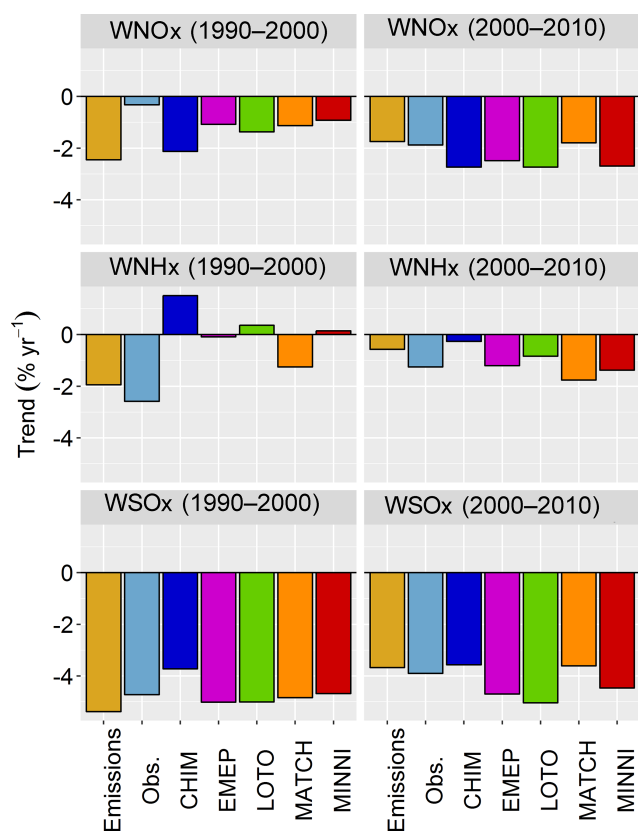 WNOx (1990–2000)
WNOx (2000–2010)
0
-2
-4
WNHx (1990–2000)
WNHx (2000–2010)
0
-2
-4
Trend (% yr⁻¹)
WSOx (1990–2000)
WSOx (2000–2010)
0
-2
-4
Emissions
Obs.
CHIM
EMEP
LOTO
MATCH
MINNI
Emissions
Obs.
CHIM
EMEP
LOTO
MATCH
MINNI